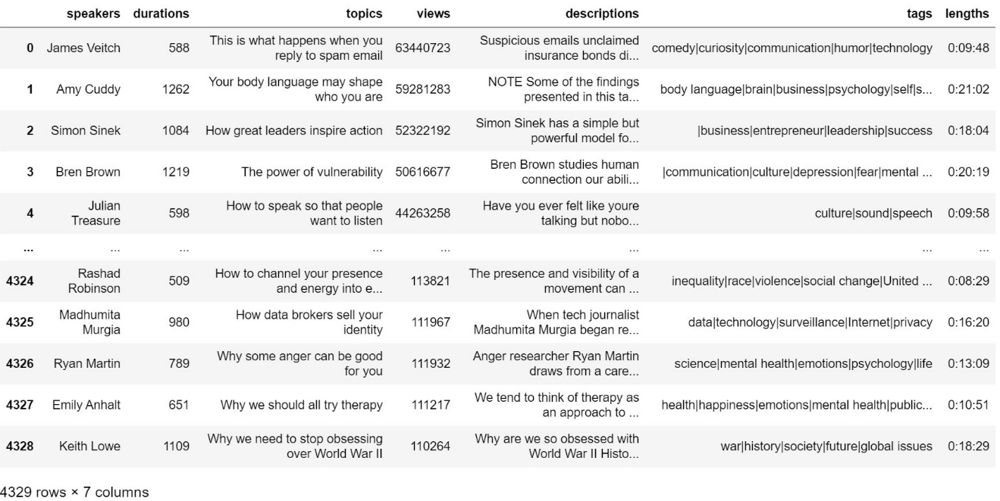 speakers durations topics views descriptions tags lengths
0 James Veitch 588 This is what happens when you reply to spam email 63440723 Suspicious emails unclaimed insurance bonds di... comedy|curiosity|communication|humor|technology 0:09:48
1 Amy Cuddy 1262 Your body language may shape who you are 59281283 NOTE Some of the findings presented in this ta... body language|brain|business|psychology|self|s... 0:21:02
2 Simon Sinek 1084 How great leaders inspire action 52322192 Simon Sinek has a simple but powerful model fo... |business|entrepreneur|leadership|success 0:18:04
3 Bren Brown 1219 The power of vulnerability 50616677 Bren Brown studies human connection our abili... |communication|culture|depression|fear|mental ... 0:20:19
4 Julian Treasure 598 How to speak so that people want to listen 44263258 Have you ever felt like youre talking but nobo... culture|sound|speech 0:09:58
... ... ... ... ... ... ... ...
4324 Rashad Robinson 509 How to channel your presence and energy into e... 113821 The presence and visibility of a movement can ... inequality|race|violence|social change|United ... 0:08:29
4325 Madhumita Murgia 980 How data brokers sell your identity 111967 When tech journalist Madhumita Murgia began re... data|technology|surveillance|Internet|privacy 0:16:20
4326 Ryan Martin 789 Why some anger can be good for you 111932 Anger researcher Ryan Martin draws from a care... science|mental health|emotions|psychology|life 0:13:09
4327 Emily Anhalt 651 Why we should all try therapy 111217 We tend to think of therapy as an approach to ... health|happiness|emotions|mental health|public... 0:10:51
4328 Keith Lowe 1109 Why we need to stop obsessing over World War II 110264 Why are we so obsessed with World War II Histo... war|history|society|future|global issues 0:18:29
4329 rows × 7 columns